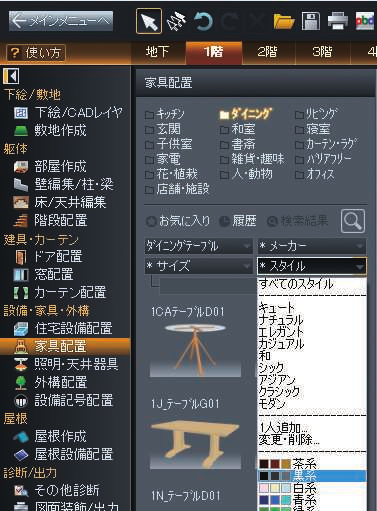 メインメニューへ
? 使い方
地下 1階 2階 3階
下絵/敷地
下絵/CADレイヤ
敷地作成
躯体
部屋作成
壁編集/柱・梁
床/天井編集
階段配置
建具・カーテン
ドア配置
窓配置
カーテン配置
設備・家具・外構
住宅設備配置
家具配置
照明・天井器具
外構配置
設備記号配置
屋根
屋根作成
屋根設備配置
診断/出力
その他診断
図面装飾/出力
家具配置
キッチン ダイニング リビング
玄関 和室 寝室
子供室 書斎 カーテン・ラグ
家電 雑貨・趣味 バリアフリー
花・植栽 人・動物 オフィス
店舗・施設
お気に入り 履歴 検索結果
ダイニングテーブル * メーカー
* サイズ * スタイル
すべてのスタイル
キュート
ナチュラル
エレガント
カジュアル
和
シック
アジアン
クラシック
モダン
1人追加...
変更・削除...
茶系
黒系
白系
青系
緑系
1CAテーブルD01
1J_テーブルG01
1N_テーブルD01